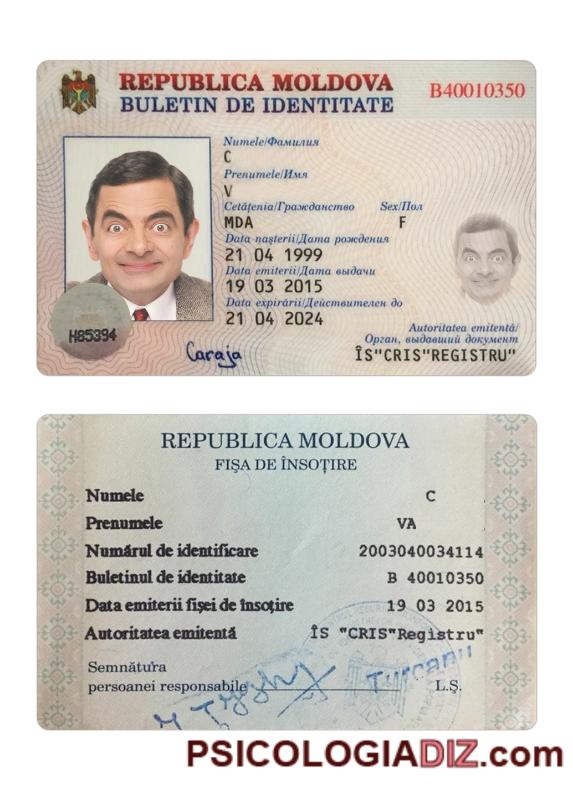 REPUBLICA MOLDOVA
BULETIN DE IDENTITATE
B40010350
Numele/Фамилия
C
Prenumele/Имя
V
Cetăţenia/Гражданство Sex/Пол
MDA F
Data naşterii/Дата рождения
21 04 1999
Data emiterii/Дата выдачи
19 03 2015
Data expirării/Действителен до
21 04 2024
H85394
Autoritatea emitentă/
Орган, выдавший документ
Caraja
ÎS"CRIS"REGISTRU"
REPUBLICA MOLDOVA
FIŞA DE ÎNSOŢIRE
Numele C
Prenumele VA
Numărul de identificare 2003040034114
Buletinul de identitate B 40010350
Data emiterii fişei de însoţire 19 03 2015
Autoritatea emitentă ÎS "CRIS"Registru"
Semnătura
persoanei responsabile Turcanu L.Ş.
PSICOLOGIADIZ.com